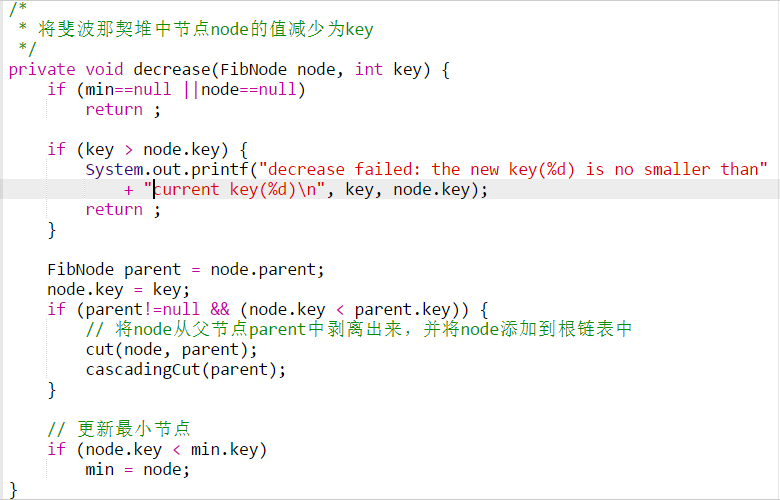 /*
 * 将斐波那契堆中节点node的值减少为key
 */
private void decrease(FibNode node, int key) {
    if (min==null ||node==null)
        return ;
    if (key > node.key) {
        System.out.printf("decrease failed: the new key(%d) is no smaller than"
            + "current key(%d)\n", key, node.key);
        return ;
    }
    FibNode parent = node.parent;
    node.key = key;
    if (parent!=null && (node.key < parent.key)) {
        // 将node从父节点parent中剥离出来，并将node添加到根链表中
        cut(node, parent);
        cascadingCut(parent);
    }
    // 更新最小节点
    if (node.key < min.key)
        min = node;
}